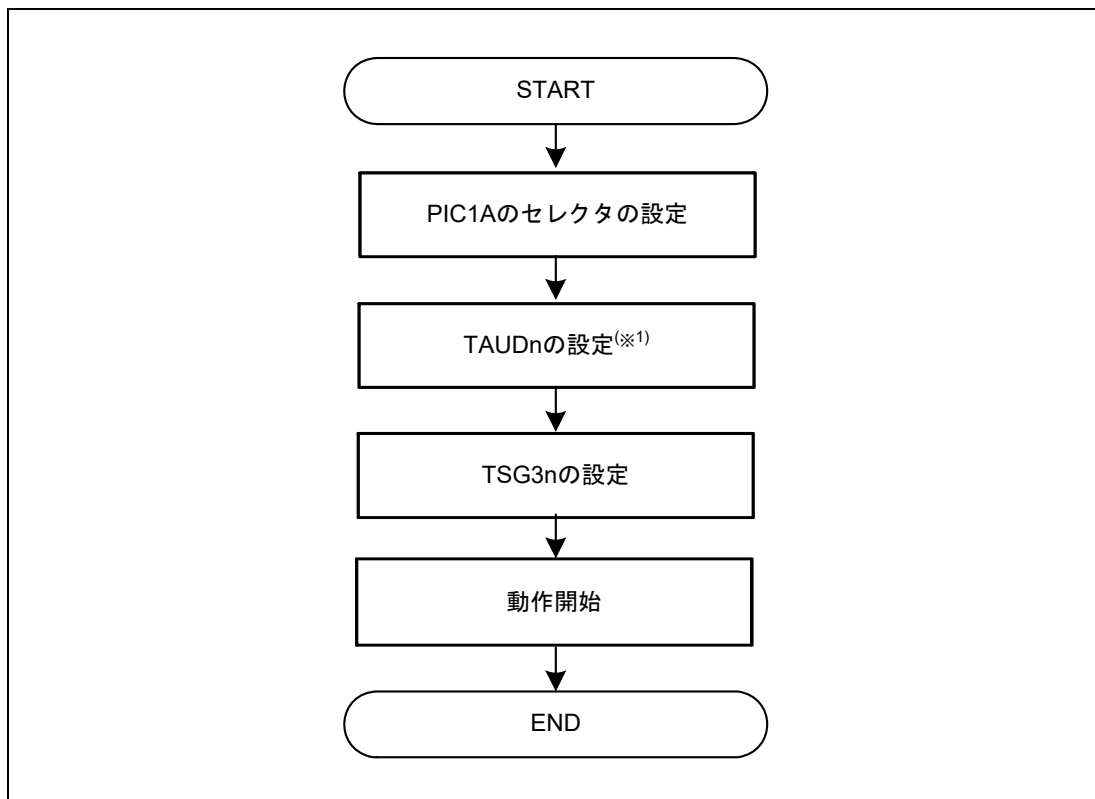 START
PIC1Aのセレクタの設定
TAUDnの設定(※1)
TSG3nの設定
動作開始
END